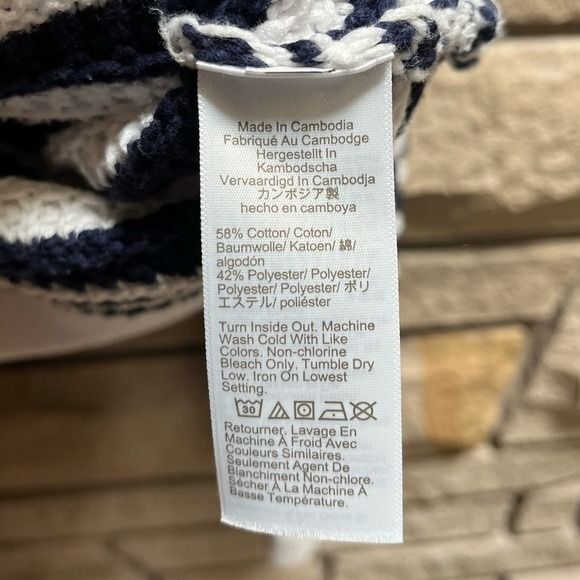 Made In Cambodia
Fabriqué Au Cambodge
Hergestellt In
Kambodscha
Vervaardigd In Cambodja
カンボジア製
hecho en camboya
58% Cotton/ Coton/
Baumwolle/ Katoen/ 綿/
algodón
42% Polyester/ Polyester/
Polyester/ Polyester/ ポリ
エステル/ poliéster
Turn Inside Out. Machine
Wash Cold With Like
Colors. Non-chlorine
Bleach Only. Tumble Dry
Low. Iron On Lowest
Setting.
30
Retourner. Lavage En
Machine À Froid Avec
Couleurs Similaires.
Seulement Agent De
Blanchiment Non-chlore.
Sécher À La Machine À
Basse Température.